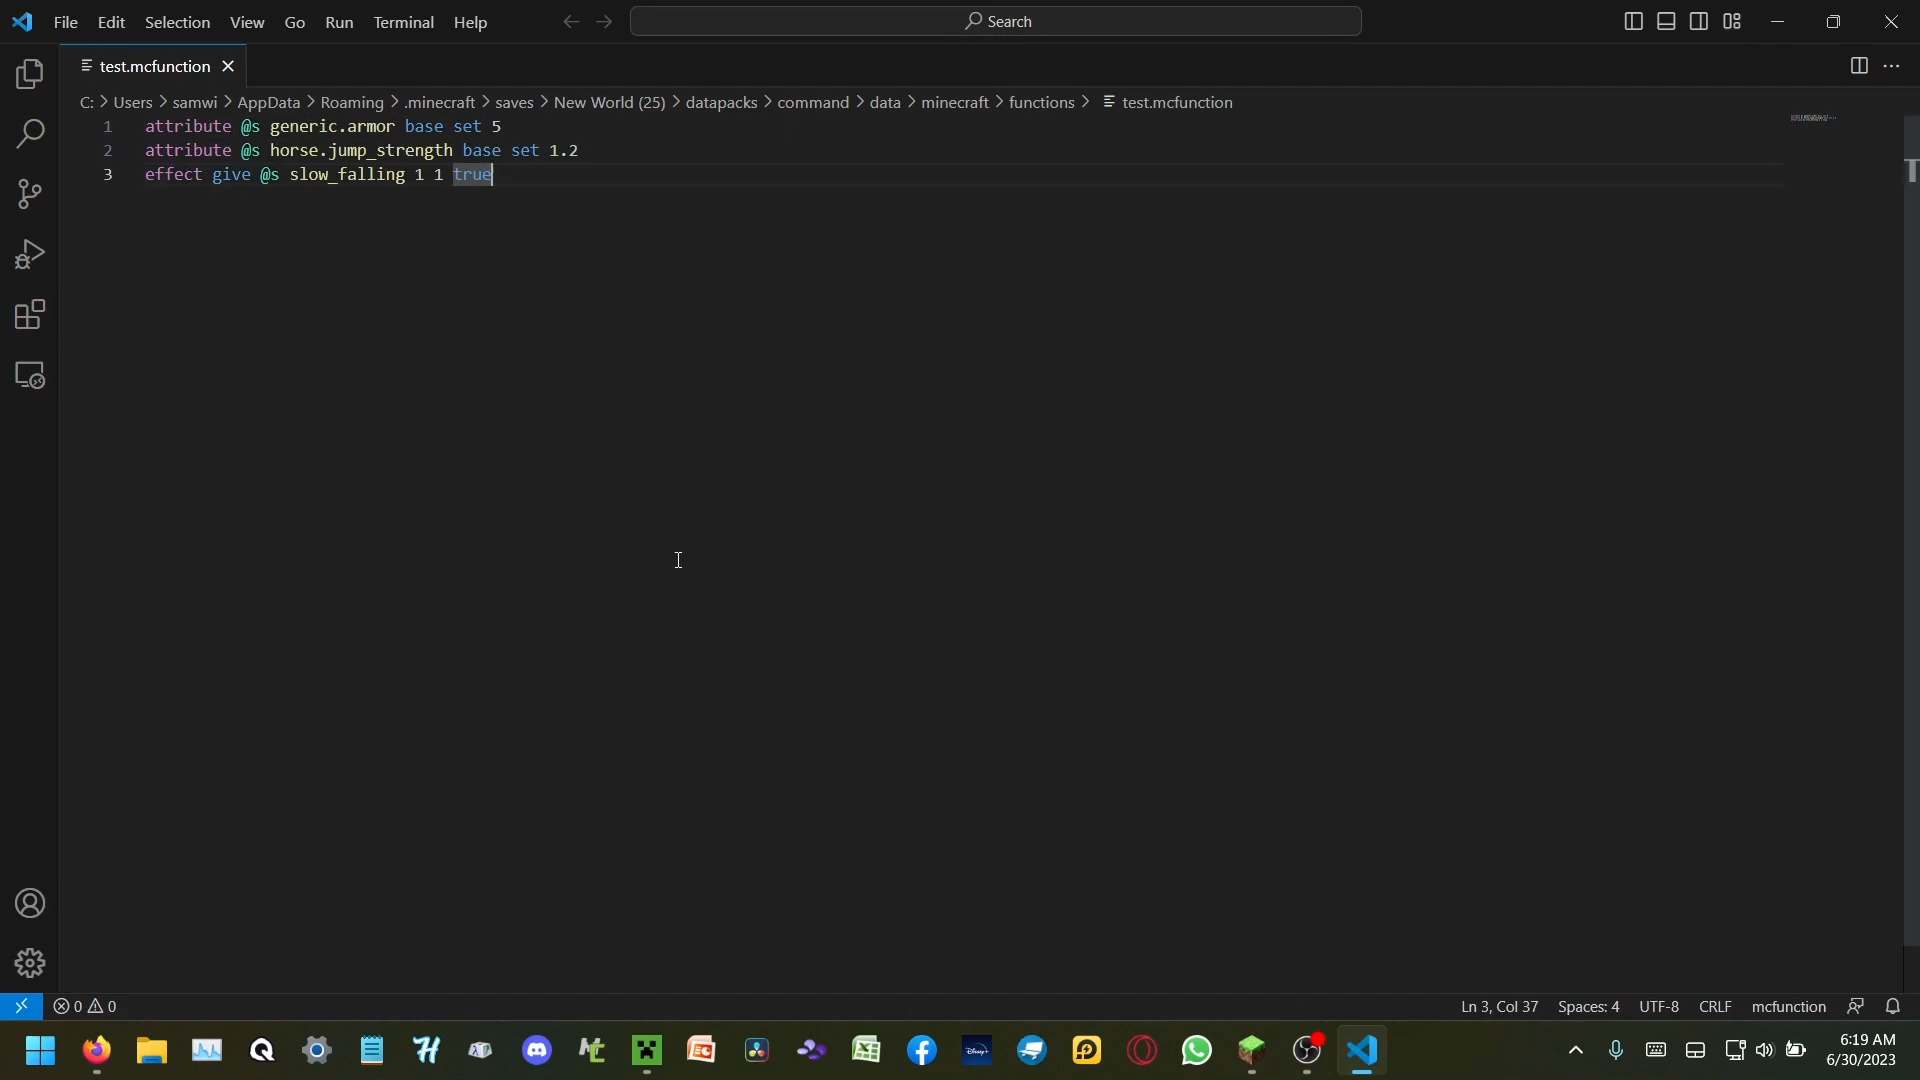 File Edit Selection View Go Run Terminal Help Search
test.mcfunction
C: > Users > samwi > AppData > Roaming > .minecraft > saves > New World (25) > datapacks > command > data > minecraft > functions > test.mcfunction
1 attribute @s generic.armor base set 5
2 attribute @s horse.jump_strength base set 1.2
3 effect give @s slow_falling 1 1 true
0 0 Ln 3, Col 37 Spaces: 4 UTF-8 CRLF mcfunction
6:19 AM
6/30/2023